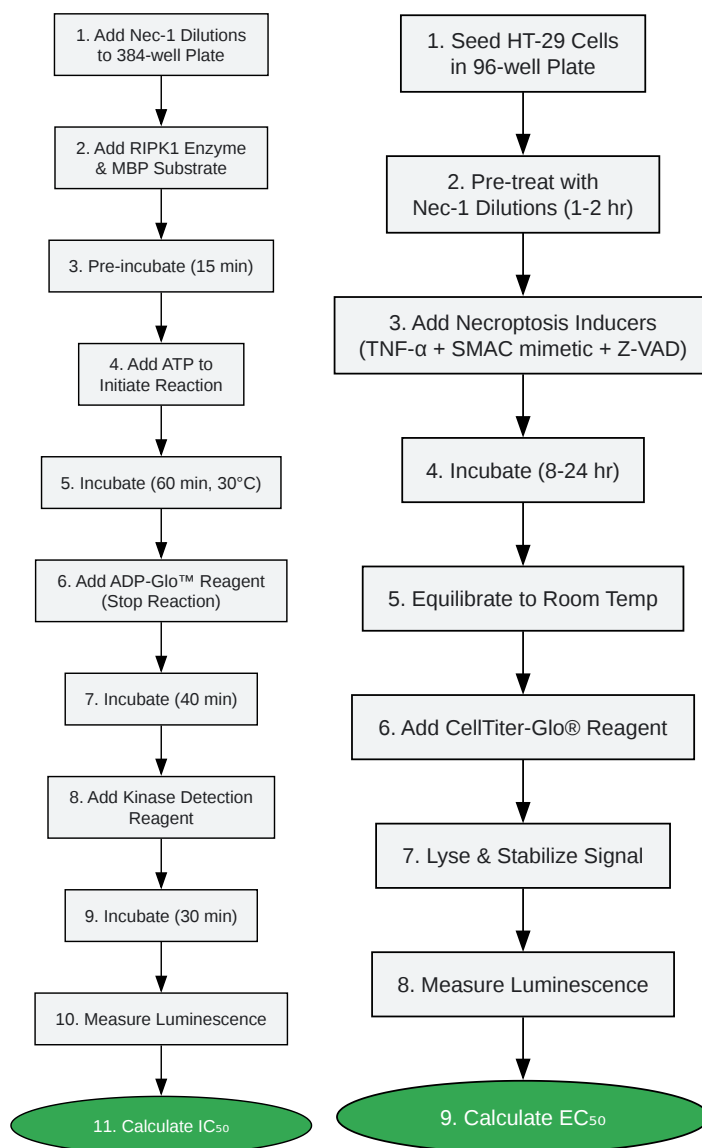 1. Add Nec-1 Dilutions
to 384-well Plate
2. Add RIPK1 Enzyme
& MBP Substrate
3. Pre-incubate (15 min)
4. Add ATP to
Initiate Reaction
5. Incubate (60 min, 30°C)
6. Add ADP-Glo™ Reagent
(Stop Reaction)
7. Incubate (40 min)
8. Add Kinase Detection
Reagent
9. Incubate (30 min)
10. Measure Luminescence
11. Calculate IC₅₀
1. Seed HT-29 Cells
in 96-well Plate
2. Pre-treat with
Nec-1 Dilutions (1-2 hr)
3. Add Necroptosis Inducers
(TNF-α + SMAC mimetic + Z-VAD)
4. Incubate (8-24 hr)
5. Equilibrate to Room Temp
6. Add CellTiter-Glo® Reagent
7. Lyse & Stabilize Signal
8. Measure Luminescence
9. Calculate EC₅₀